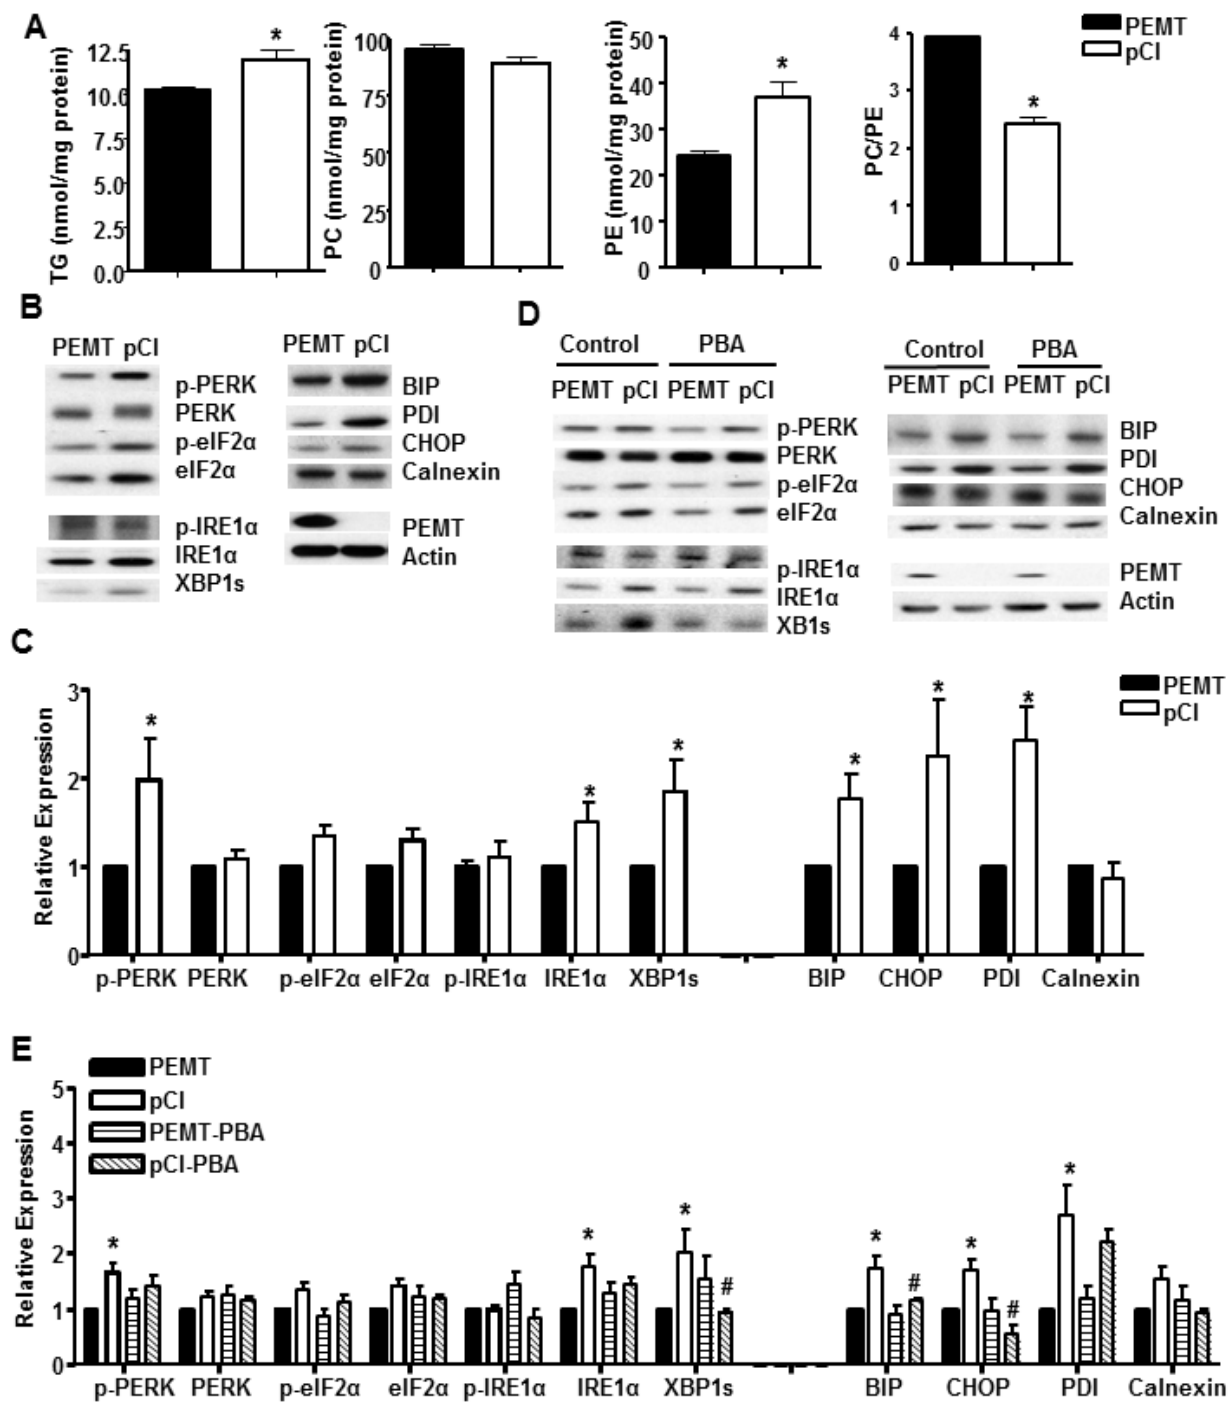 A
TG (nmol/mg protein)
12.5
10.0
7.5
5.0
2.5
0.0
*
PC (nmol/mg protein)
100
75
50
25
0
PE (nmol/mg protein)
50
40
30
20
10
0
*
PC/PE
4
3
2
1
0
*
PEMT
pCI
B
PEMT pCI
p-PERK
PERK
p-eIF2α
eIF2α
p-IRE1α
IRE1α
XBP1s
PEMT pCI
BIP
PDI
CHOP
Calnexin
PEMT
Actin
D
Control PBA
PEMT pCI PEMT pCI
p-PERK
PERK
p-eIF2α
eIF2α
p-IRE1α
IRE1α
XB1s
Control PBA
PEMT pCI PEMT pCI
BIP
PDI
CHOP
Calnexin
PEMT
Actin
C
Relative Expression
3
2
1
0
* * * * * *
PEMT
pCI
p-PERK PERK p-eIF2α eIF2α p-IRE1α IRE1α XBP1s BIP CHOP PDI Calnexin
E
PEMT
pCI
PEMT-PBA
pCI-PBA
Relative Expression
5
4
3
2
1
0
* * * # * # * # *
p-PERK PERK p-eIF2α eIF2α p-IRE1α IRE1α XBP1s BIP CHOP PDI Calnexin